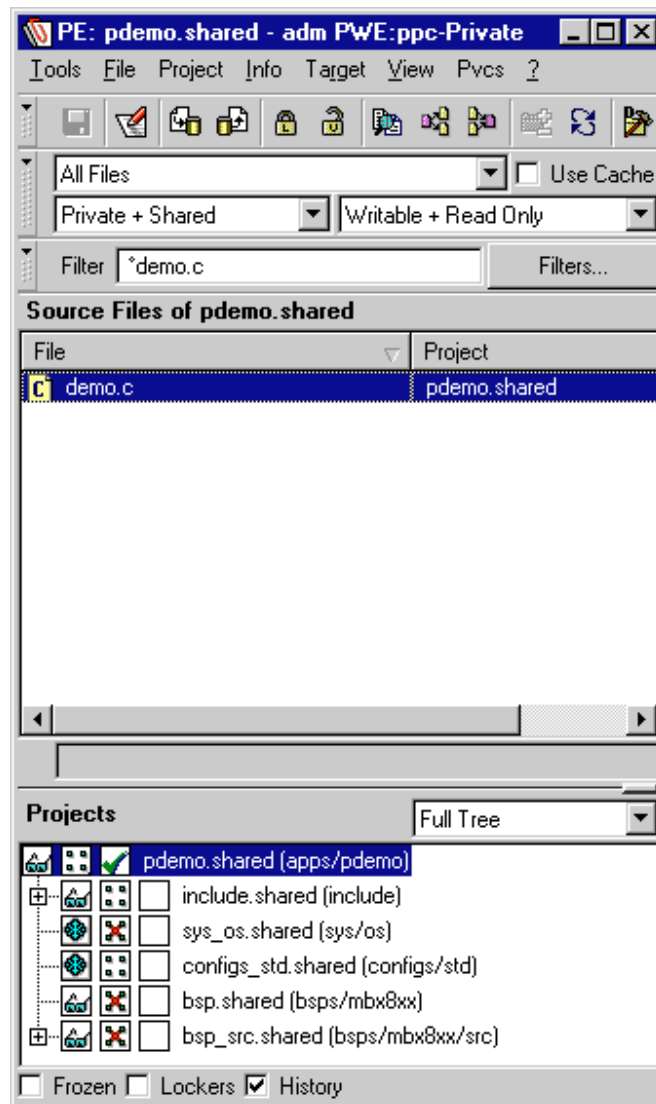 PE: pdemo.shared - adm PWE:ppc-Private
Tools File Project Info Target View Pvcs ?
All Files Use Cache
Private + Shared Writable + Read Only
Filter *demo.c Filters...
Source Files of pdemo.shared
File Project
C demo.c pdemo.shared
Projects Full Tree
pdemo.shared (apps/pdemo)
include.shared (include)
sys_os.shared (sys/os)
configs_std.shared (configs/std)
bsp.shared (bsps/mbx8xx)
bsp_src.shared (bsps/mbx8xx/src)
Frozen Lockers History